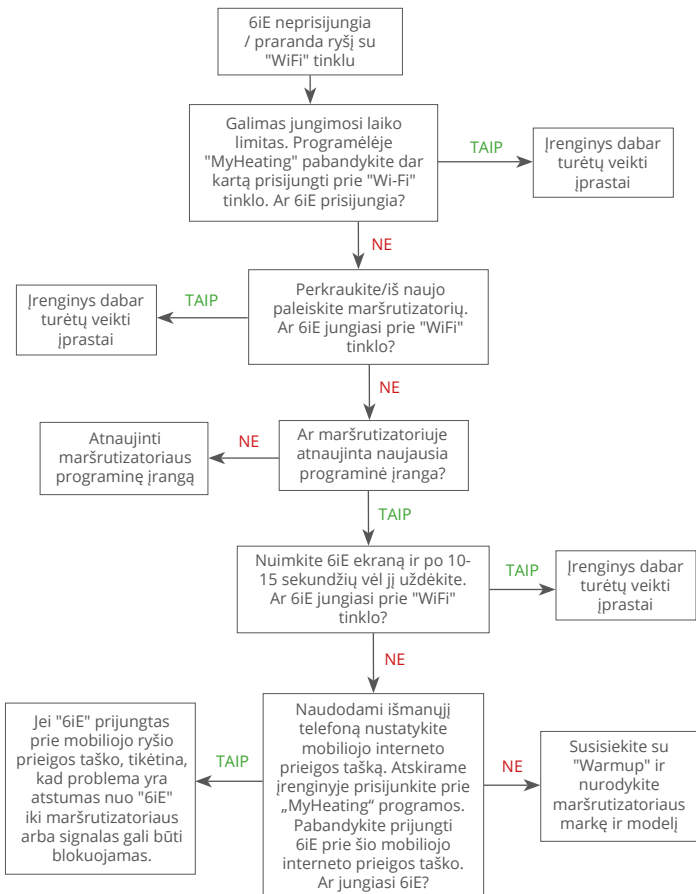 6iE neprisijungia
/ praranda ryšį su
"WiFi" tinklu
Galimas jungimosi laiko
limitas. Programėlėje
"MyHeating" pabandykite dar
kartą prisijungti prie "Wi-Fi"
tinklo. Ar 6iE prisijungia?
TAIP
Įrenginys dabar
turėtų veikti
įprastai
NE
Perkraukite/iš naujo
paleiskite maršrutizatorių.
Ar 6iE jungiasi prie "WiFi"
tinklo?
TAIP
Įrenginys dabar
turėtų veikti
įprastai
NE
Ar maršrutizatoriuje
atnaujinta naujausia
programinė įranga?
NE
Atnaujinti
maršrutizatoriaus
programinę įrangą
TAIP
Nuimkite 6iE ekraną ir po 10-
15 sekundžių vėl jį uždėkite.
Ar 6iE jungiasi prie "WiFi"
tinklo?
TAIP
Įrenginys dabar
turėtų veikti
įprastai
NE
Naudodami išmanųjį
telefoną nustatykite
mobiliojo interneto
prieigos tašką. Atskirame
įrenginyje prisijunkite prie
„MyHeating“ programos.
Pabandykite prijungti
6iE prie šio mobiliojo
interneto prieigos taško.
Ar jungiasi 6iE?
TAIP
Jei "6iE" prijungtas
prie mobiliojo ryšio
prieigos taško, tikėtina,
kad problema yra
atstumas nuo "6iE"
iki maršrutizatoriaus
arba signalas gali būti
blokuojamas.
NE
Susisiekite su
"Warmup" ir
nurodykite
maršrutizatoriaus
markę ir modelį